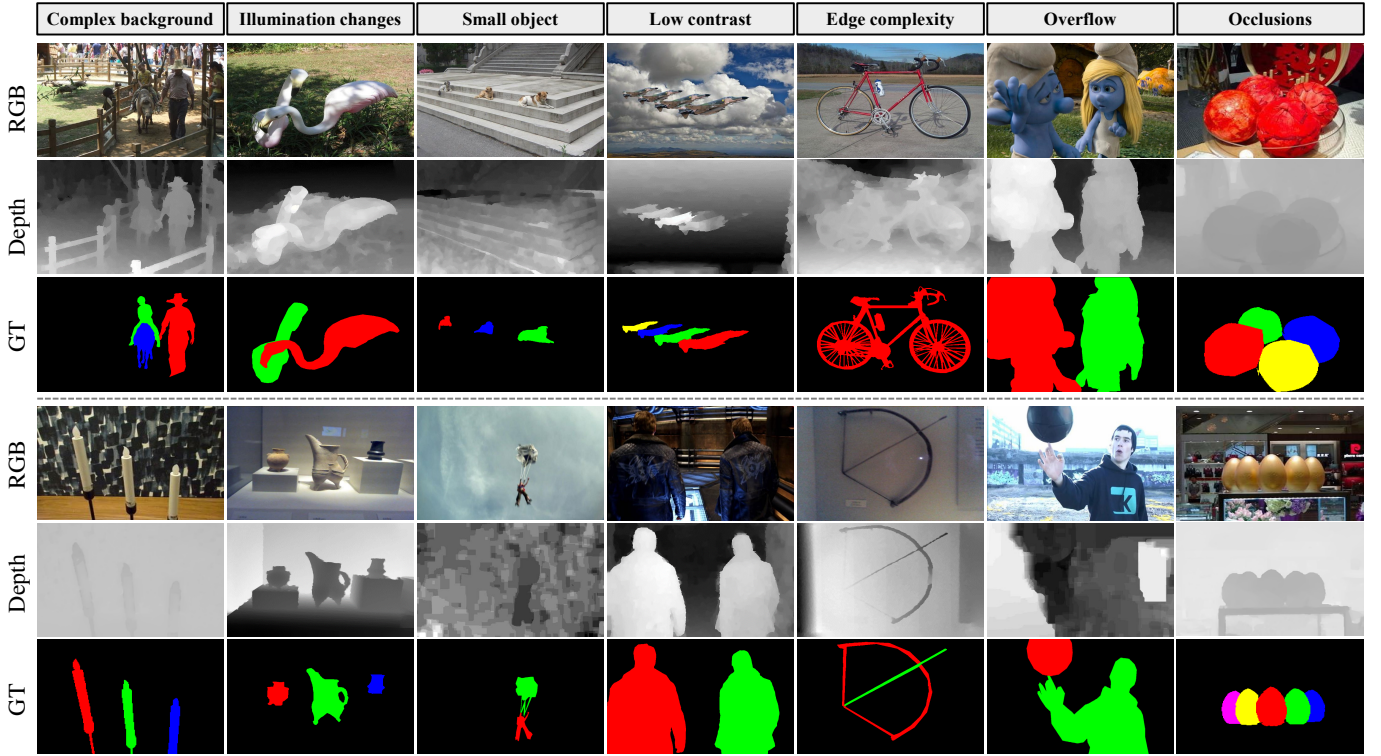 Complex background
Illumination changes
Small object
Low contrast
Edge complexity
Overflow
Occlusions
RGB
Depth
GT
RGB
K
Depth
GT